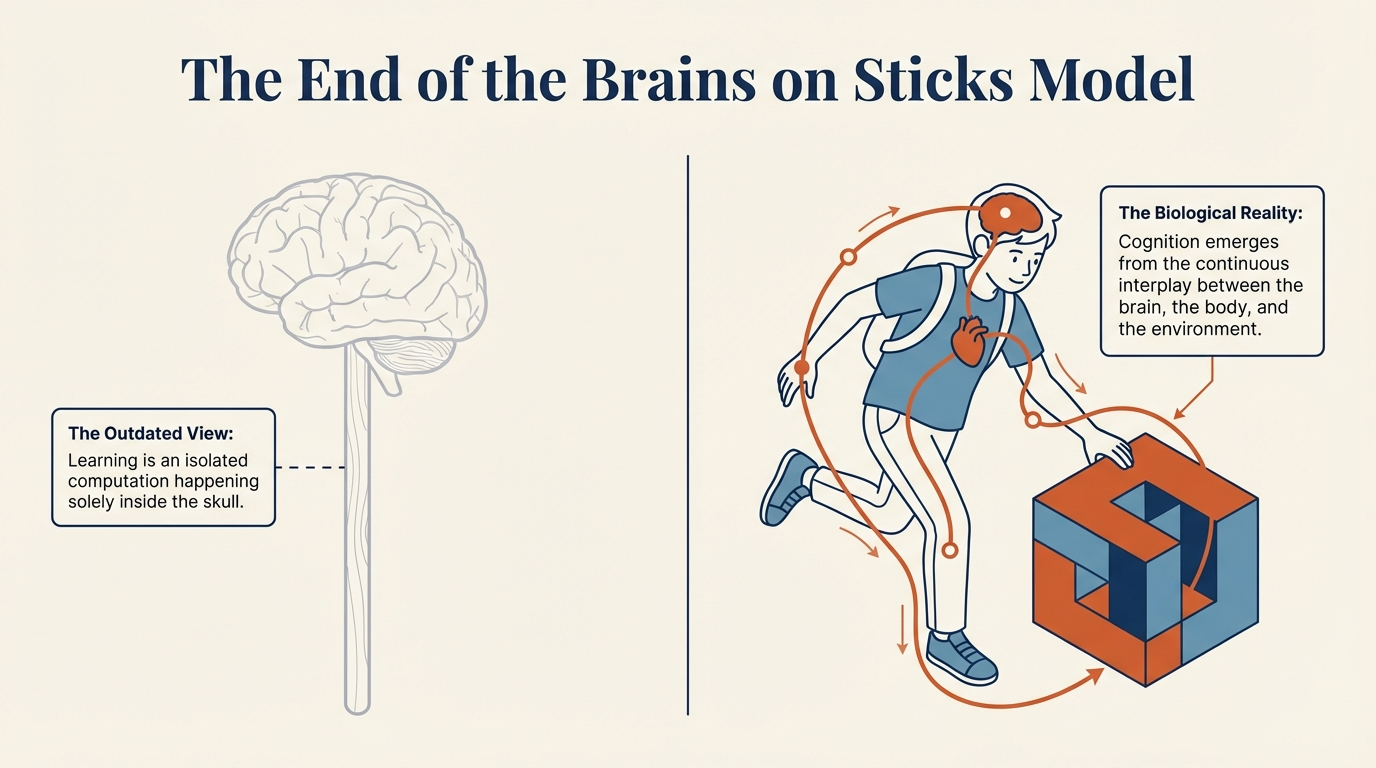 The End of the Brains on Sticks Model
The Outdated View:
Learning is an isolated
computation happening
solely inside the skull.
The Biological Reality:
Cognition emerges
from the continuous
interplay between the
brain, the body, and
the environment.